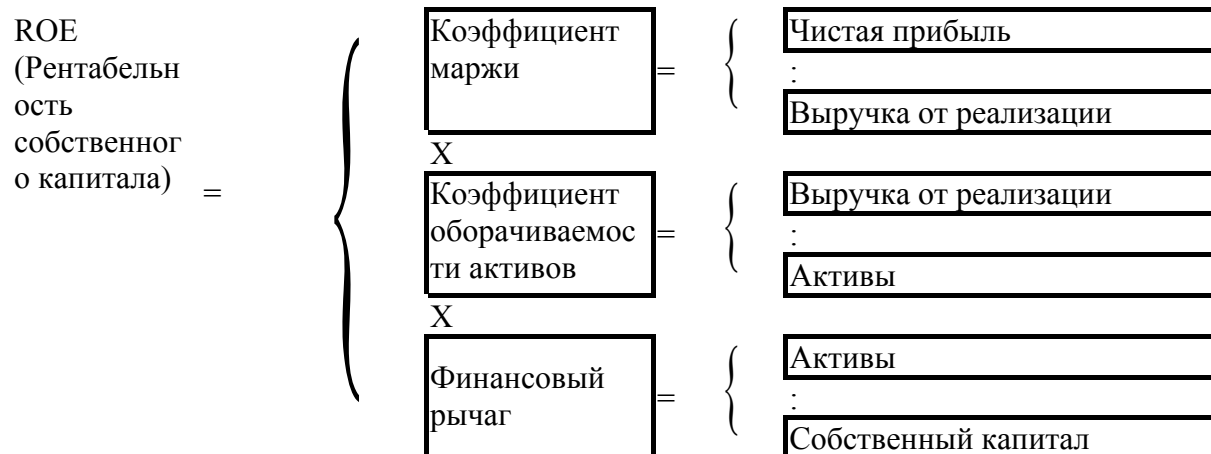 ROE
(Рентабельн
ость
собственног
о капитала)
=
Коэффициент
маржи
=
Чистая прибыль
:
Выручка от реализации
X
Коэффициент
оборачиваемос
ти активов
=
Выручка от реализации
:
Активы
X
Финансовый
рычаг
=
Активы
:
Собственный капитал